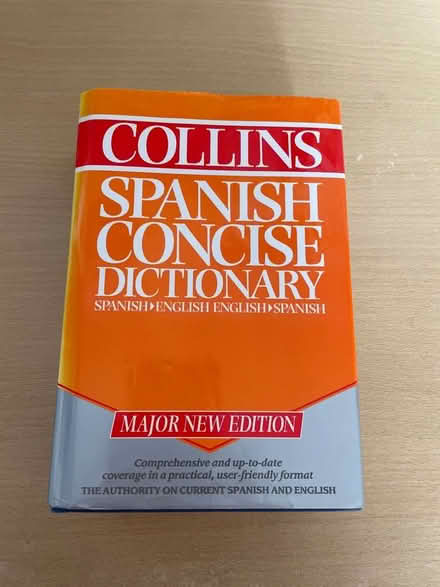 COLLINS
SPANISH
CONCISE
DICTIONARY
SPANISH▸ENGLISH ENGLISH▸SPANISH
MAJOR NEW EDITION
Comprehensive and up-to-date
coverage in a practical, user-friendly format
THE AUTHORITY ON CURRENT SPANISH AND ENGLISH